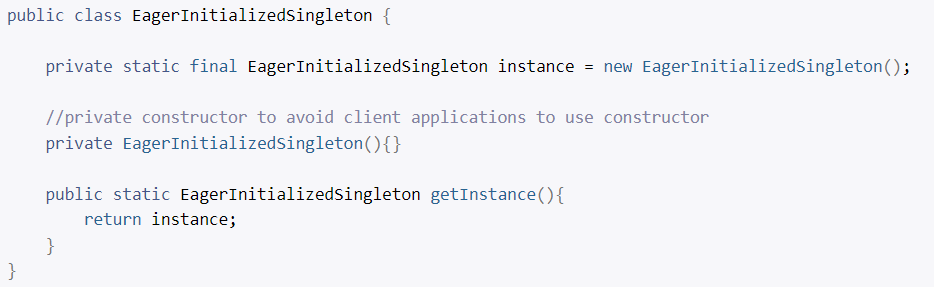 public class EagerInitializedSingleton {
private static final EagerInitializedSingleton instance = new EagerInitializedSingleton();
//private constructor to avoid client applications to use constructor
private EagerInitializedSingleton(){}
public static EagerInitializedSingleton getInstance(){
return instance;
}
}